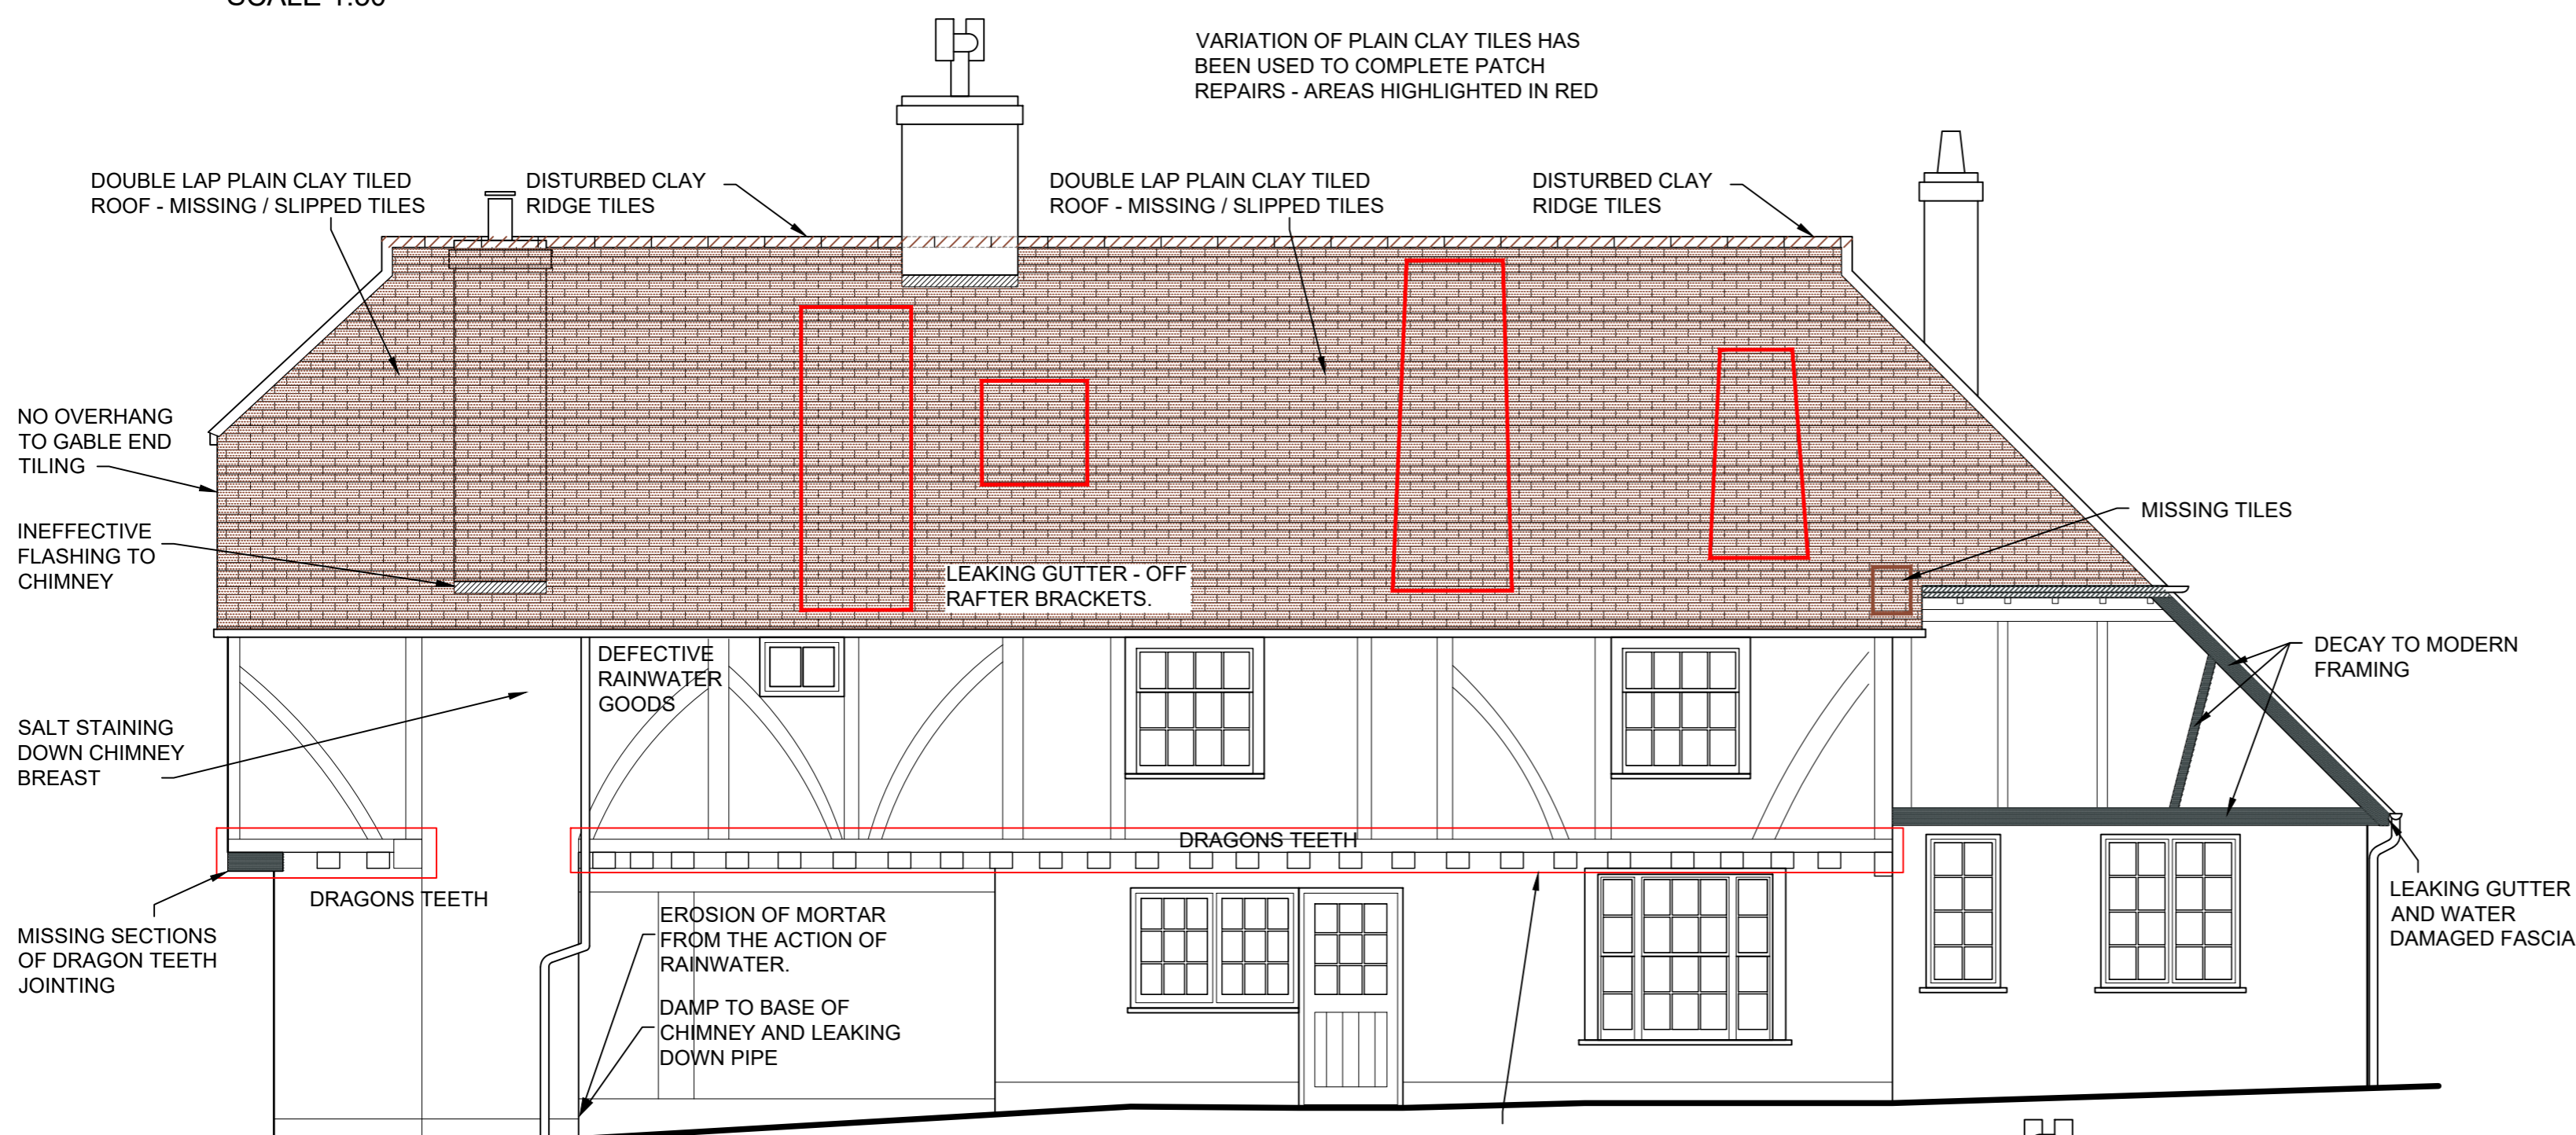 VARIATION OF PLAIN CLAY TILES HAS
BEEN USED TO COMPLETE PATCH
REPAIRS - AREAS HIGHLIGHTED IN RED
DOUBLE LAP PLAIN CLAY TILED
ROOF - MISSING / SLIPPED TILES
DISTURBED CLAY
RIDGE TILES
DOUBLE LAP PLAIN CLAY TILED
ROOF - MISSING / SLIPPED TILES
DISTURBED CLAY
RIDGE TILES
NO OVERHANG
TO GABLE END
TILING
MISSING TILES
INEFFECTIVE
FLASHING TO
CHIMNEY
LEAKING GUTTER - OFF
RAFTER BRACKETS.
DEFECTIVE
RAINWATER
GOODS
DECAY TO MODERN
FRAMING
SALT STAINING
DOWN CHIMNEY
BREAST
DRAGONS TEETH
DRAGONS TEETH
LEAKING GUTTER
AND WATER
DAMAGED FASCIA
MISSING SECTIONS
OF DRAGON TEETH
JOINTING
EROSION OF MORTAR
FROM THE ACTION OF
RAINWATER.
DAMP TO BASE OF
CHIMNEY AND LEAKING
DOWN PIPE